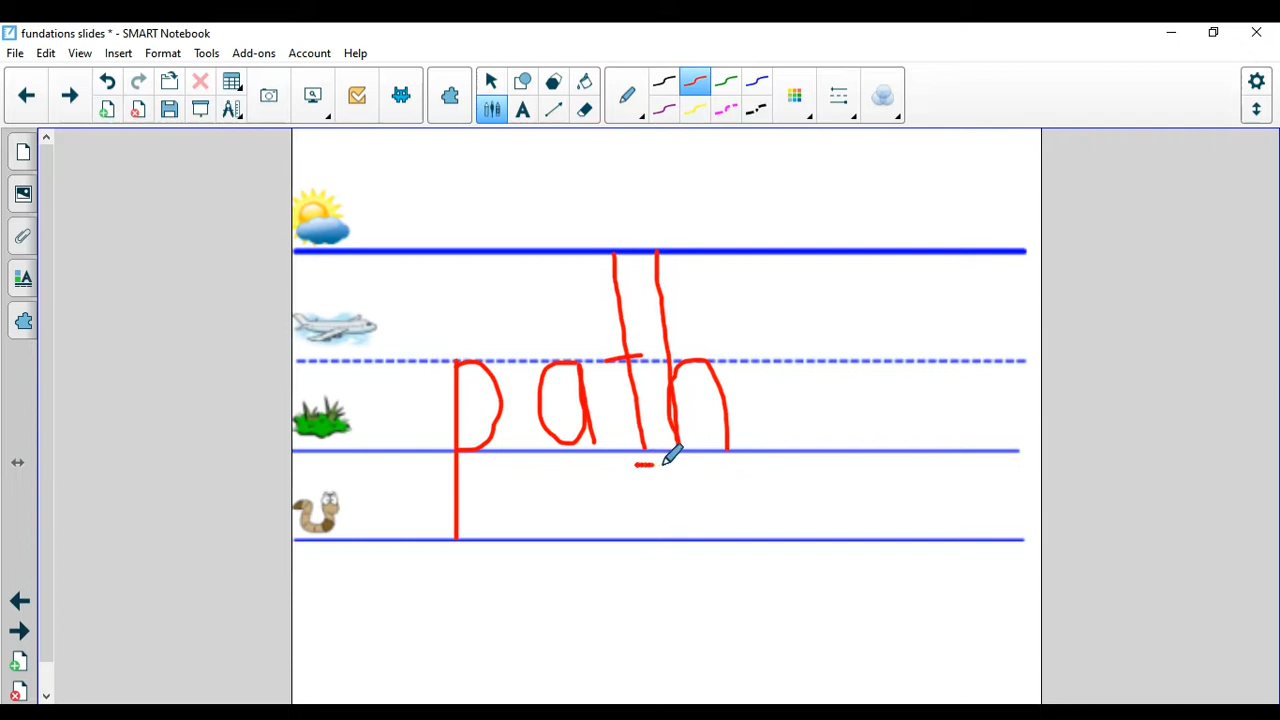 fundations slides * - SMART Notebook
File Edit View Insert Format Tools Add-ons Account Help
path